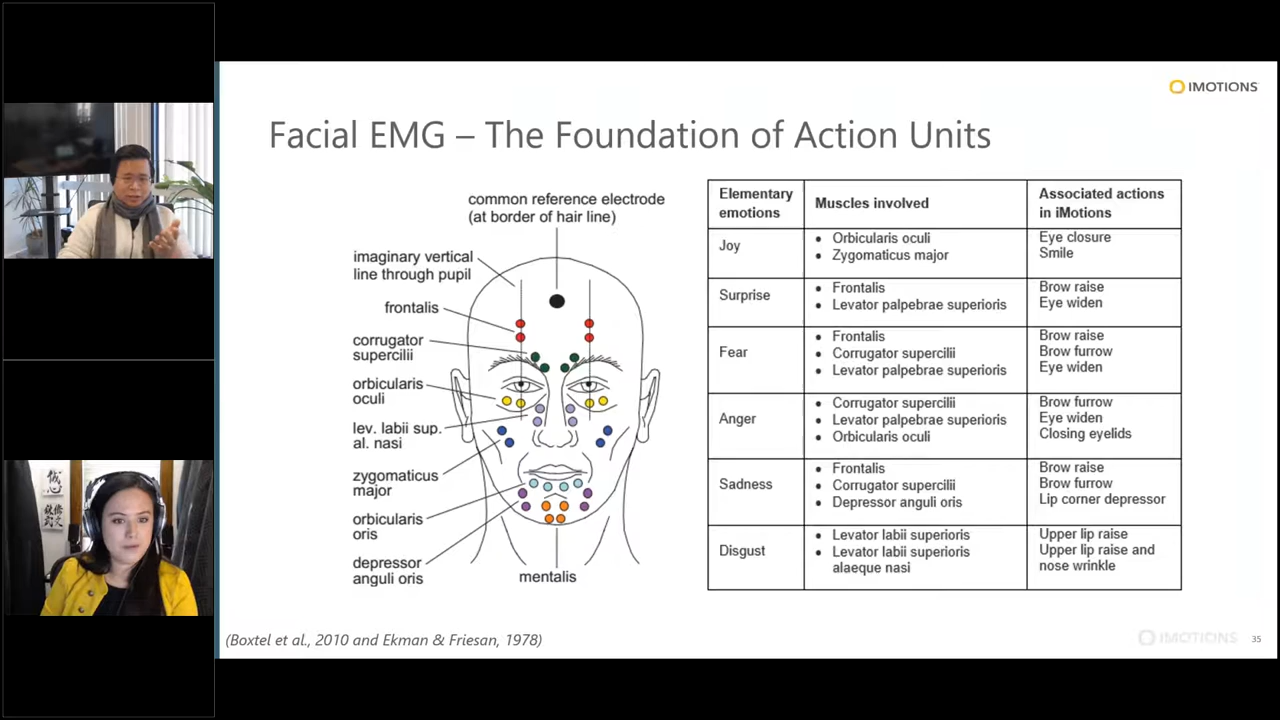 IMOTIONS
Facial EMG – The Foundation of Action Units
common reference electrode
(at border of hair line)
imaginary vertical
line through pupil
frontalis
corrugator
supercilii
orbicularis
oculi
lev. labii sup.
al. nasi
zygomaticus
major
orbicularis
oris
depressor
anguli oris
mentalis
Elementary
emotions
Muscles involved
Associated actions
in iMotions
Joy
• Orbicularis oculi
• Zygomaticus major
Eye closure
Smile
Surprise
• Frontalis
• Levator palpebrae superioris
Brow raise
Eye widen
Fear
• Frontalis
• Corrugator supercilii
• Levator palpebrae superioris
Brow raise
Brow furrow
Eye widen
Anger
• Corrugator supercilii
• Levator palpebrae superioris
• Orbicularis oculi
Brow furrow
Eye widen
Closing eyelids
Sadness
• Frontalis
• Corrugator supercilii
• Depressor anguli oris
Brow raise
Brow furrow
Lip corner depressor
Disgust
• Levator labii superioris
• Levator labii superioris
alaeque nasi
Upper lip raise
Upper lip raise and
nose wrinkle
(Boxtel et al., 2010 and Ekman & Friesan, 1978)
IMOTIONS
35